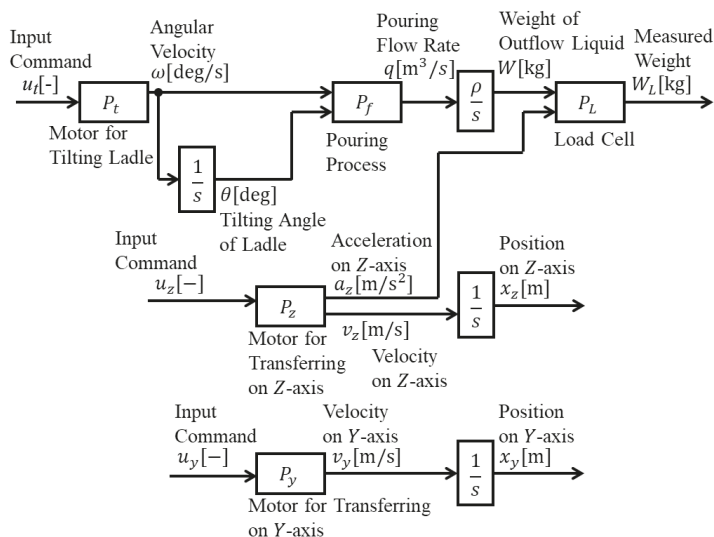 Input
Command
u_t[-]
Angular
Velocity
ω[deg/s]
Pouring
Flow Rate
q[m³/s]
Weight of
Outflow Liquid
W[kg]
Measured
Weight
W_L[kg]
P_t
Motor for
Tilting Ladle
P_f
Pouring
Process
ρ
s
P_L
Load Cell
1
s
θ[deg]
Tilting Angle
of Ladle
Input
Command
u_z[−]
Acceleration
on Z-axis
a_z[m/s²]
Position
on Z-axis
x_z[m]
P_z
Motor for
Transferring
on Z-axis
v_z[m/s]
Velocity
on Z-axis
1
s
Input
Command
u_y[−]
Velocity
on Y-axis
v_y[m/s]
Position
on Y-axis
x_y[m]
P_y
Motor for Transferring
on Y-axis
1
s